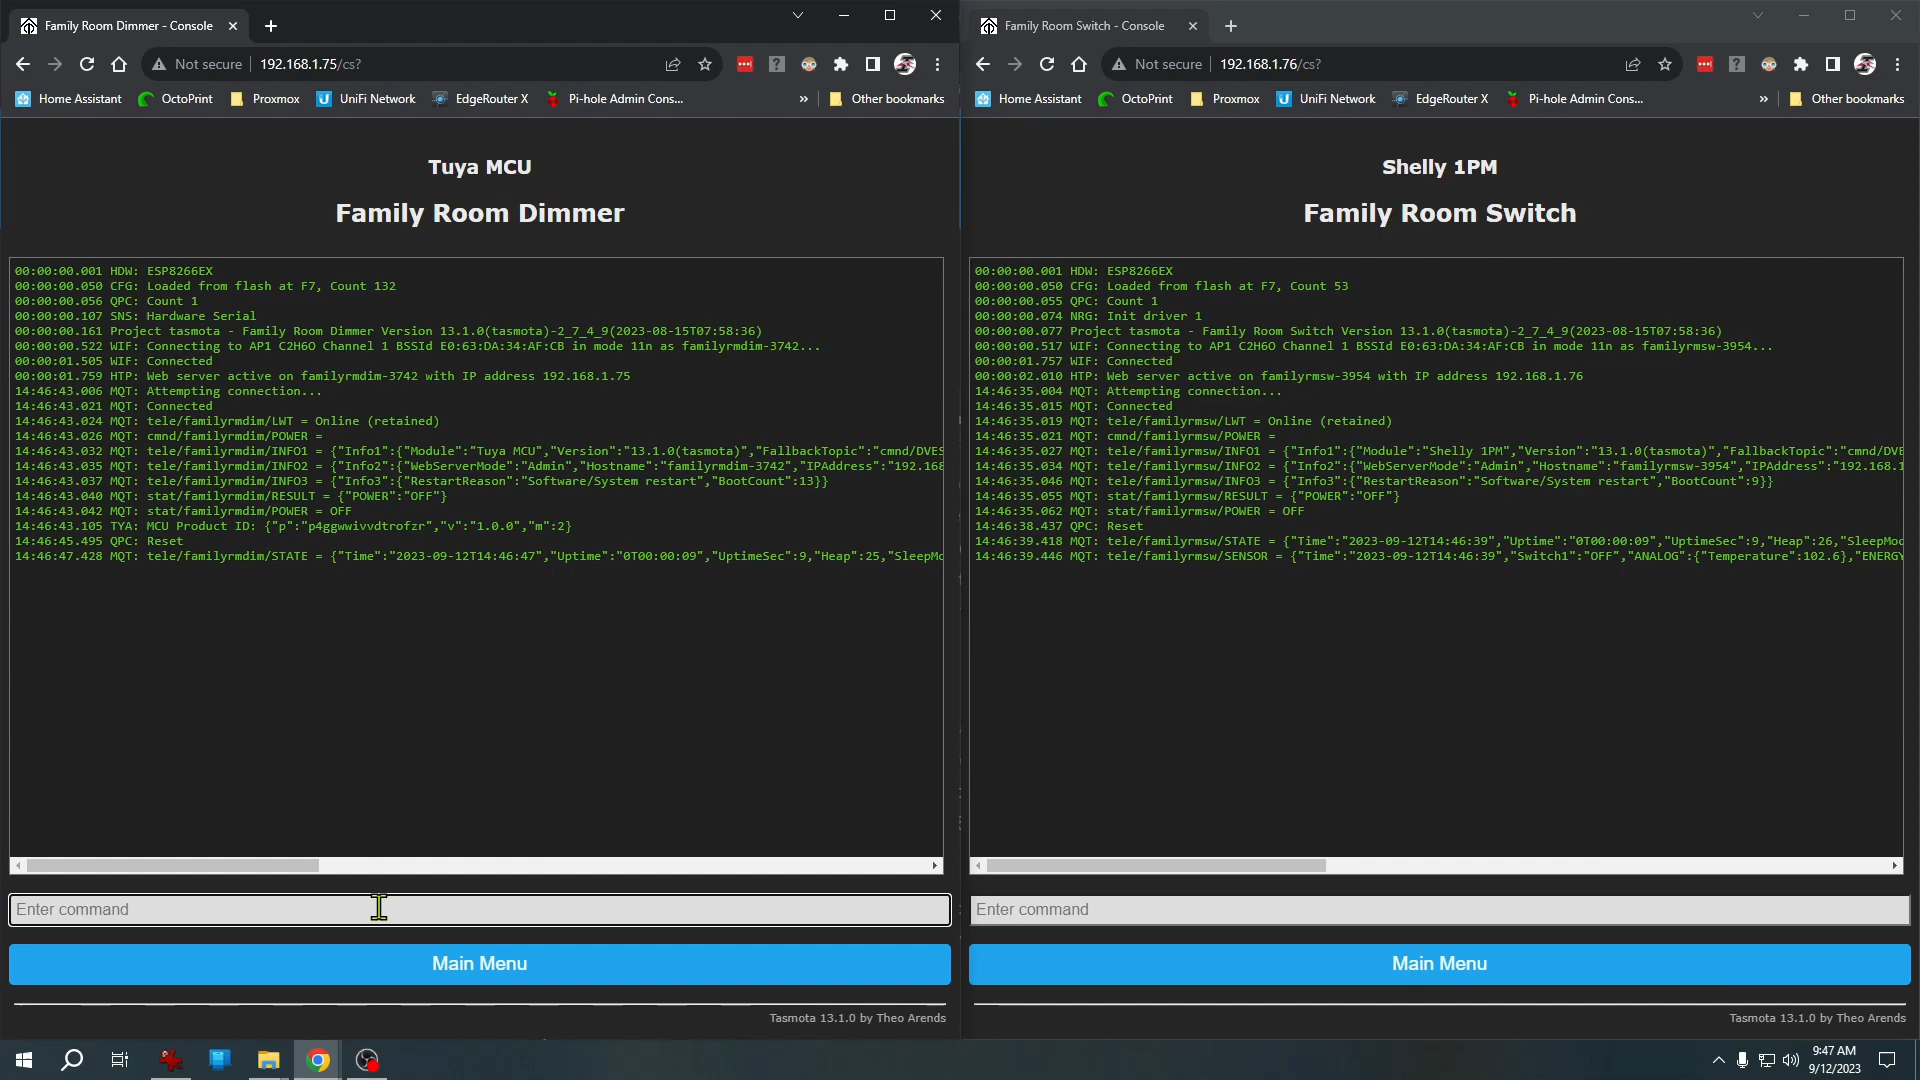 Family Room Dimmer - Console
Not secure
192.168.1.75/cs?
Home Assistant
OctoPrint
Proxmox
UniFi Network
EdgeRouter X
Pi-hole Admin Cons...
»
Other bookmarks
Tuya MCU
Family Room Dimmer
00:00:00.001 HDW: ESP8266EX
00:00:00.050 CFG: Loaded from flash at F7, Count 132
00:00:00.056 QPC: Count 1
00:00:00.107 SNS: Hardware Serial
00:00:00.161 Project tasmota - Family Room Dimmer Version 13.1.0(tasmota)-2_7_4_9(2023-08-15T07:58:36)
00:00:00.522 WIF: Connecting to AP1 C2H6O Channel 1 BSSId E0:63:DA:34:AF:CB in mode 11n as familyrmdim-3742...
00:00:01.505 WIF: Connected
00:00:01.759 HTP: Web server active on familyrmdim-3742 with IP address 192.168.1.75
14:46:43.006 MQT: Attempting connection...
14:46:43.021 MQT: Connected
14:46:43.024 MQT: tele/familyrmdim/LWT = Online (retained)
14:46:43.026 MQT: cmnd/familyrmdim/POWER =
14:46:43.032 MQT: tele/familyrmdim/INFO1 = {"Info1":{"Module":"Tuya MCU","Version":"13.1.0(tasmota)","FallbackTopic":"cmnd/DVES
14:46:43.035 MQT: tele/familyrmdim/INFO2 = {"Info2":{"WebServerMode":"Admin","Hostname":"familyrmdim-3742","IPAddress":"192.168
14:46:43.037 MQT: tele/familyrmdim/INFO3 = {"Info3":{"RestartReason":"Software/System restart","BootCount":13}}
14:46:43.040 MQT: stat/familyrmdim/RESULT = {"POWER":"OFF"}
14:46:43.042 MQT: stat/familyrmdim/POWER = OFF
14:46:43.105 TYA: MCU Product ID: {"p":"p4ggwwivvdtrofzr","v":"1.0.0","m":2}
14:46:45.495 QPC: Reset
14:46:47.428 MQT: tele/familyrmdim/STATE = {"Time":"2023-09-12T14:46:47","Uptime":"0T00:00:09","UptimeSec":9,"Heap":25,"SleepMo
Enter command
Main Menu
Tasmota 13.1.0 by Theo Arends
Family Room Switch - Console
Not secure
192.168.1.76/cs?
Home Assistant
OctoPrint
Proxmox
UniFi Network
EdgeRouter X
Pi-hole Admin Cons...
»
Other bookmarks
Shelly 1PM
Family Room Switch
00:00:00.001 HDW: ESP8266EX
00:00:00.050 CFG: Loaded from flash at F7, Count 53
00:00:00.055 QPC: Count 1
00:00:00.074 NRG: Init driver 1
00:00:00.077 Project tasmota - Family Room Switch Version 13.1.0(tasmota)-2_7_4_9(2023-08-15T07:58:36)
00:00:00.517 WIF: Connecting to AP1 C2H6O Channel 1 BSSId E0:63:DA:34:AF:CB in mode 11n as familyrmsw-3954...
00:00:01.757 WIF: Connected
00:00:02.010 HTP: Web server active on familyrmsw-3954 with IP address 192.168.1.76
14:46:35.004 MQT: Attempting connection...
14:46:35.015 MQT: Connected
14:46:35.019 MQT: tele/familyrmsw/LWT = Online (retained)
14:46:35.021 MQT: cmnd/familyrmsw/POWER =
14:46:35.027 MQT: tele/familyrmsw/INFO1 = {"Info1":{"Module":"Shelly 1PM","Version":"13.1.0(tasmota)","FallbackTopic":"cmnd/DVE
14:46:35.034 MQT: tele/familyrmsw/INFO2 = {"Info2":{"WebServerMode":"Admin","Hostname":"familyrmsw-3954","IPAddress":"192.168.1
14:46:35.046 MQT: tele/familyrmsw/INFO3 = {"Info3":{"RestartReason":"Software/System restart","BootCount":9}}
14:46:35.055 MQT: stat/familyrmsw/RESULT = {"POWER":"OFF"}
14:46:35.062 MQT: stat/familyrmsw/POWER = OFF
14:46:38.437 QPC: Reset
14:46:39.418 MQT: tele/familyrmsw/STATE = {"Time":"2023-09-12T14:46:39","Uptime":"0T00:00:09","UptimeSec":9,"Heap":26,"SleepMod
14:46:39.446 MQT: tele/familyrmsw/SENSOR = {"Time":"2023-09-12T14:46:39","Switch1":"OFF","ANALOG":{"Temperature":102.6},"ENERGY
Enter command
Main Menu
Tasmota 13.1.0 by Theo Arends
9:47 AM
9/12/2023